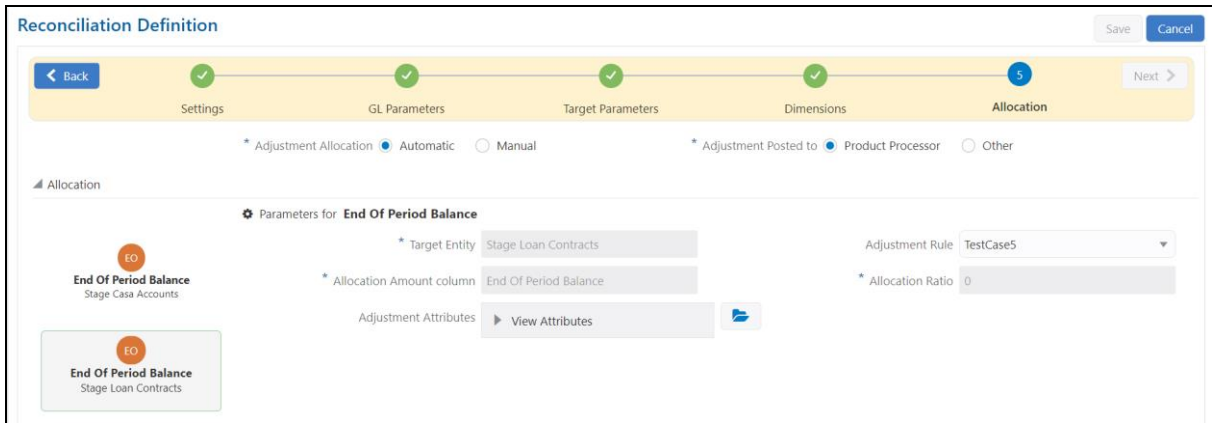 Reconciliation Definition
Save
Cancel
Back
5
Next
Settings
GL Parameters
Target Parameters
Dimensions
Allocation
* Adjustment Allocation Automatic Manual
* Adjustment Posted to Product Processor Other
Allocation
Parameters for End Of Period Balance
EO
End Of Period Balance
Stage Casa Accounts
EO
End Of Period Balance
Stage Loan Contracts
* Target Entity Stage Loan Contracts
Adjustment Rule TestCase5
* Allocation Amount column End Of Period Balance
* Allocation Ratio 0
Adjustment Attributes View Attributes